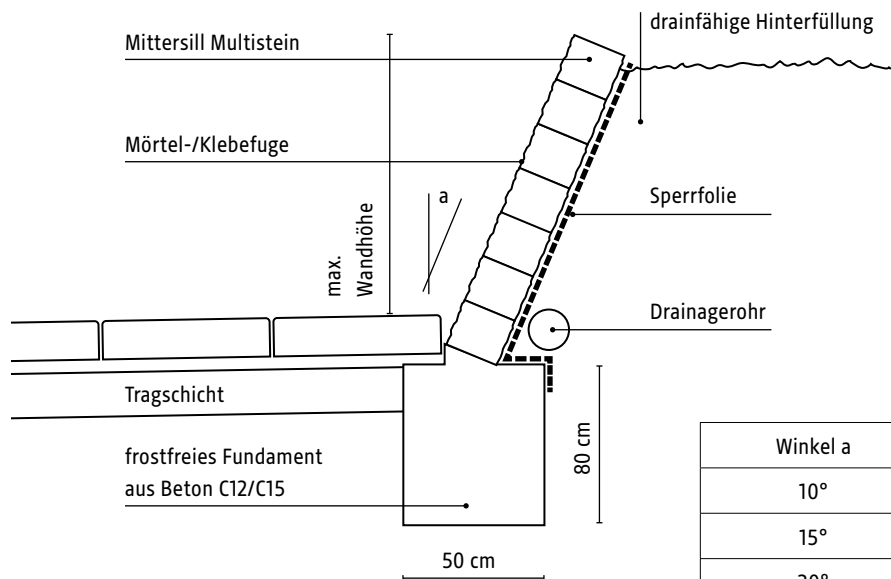 drainfähige Hinterfüllung
Mittersill Multistein
Mörtel-/Klebefuge
a
max.
Wandhöhe
Sperrfolie
Drainagerohr
Tragschicht
80 cm
frostfreies Fundament
aus Beton C12/C15
50 cm
Winkel a
10°
15°